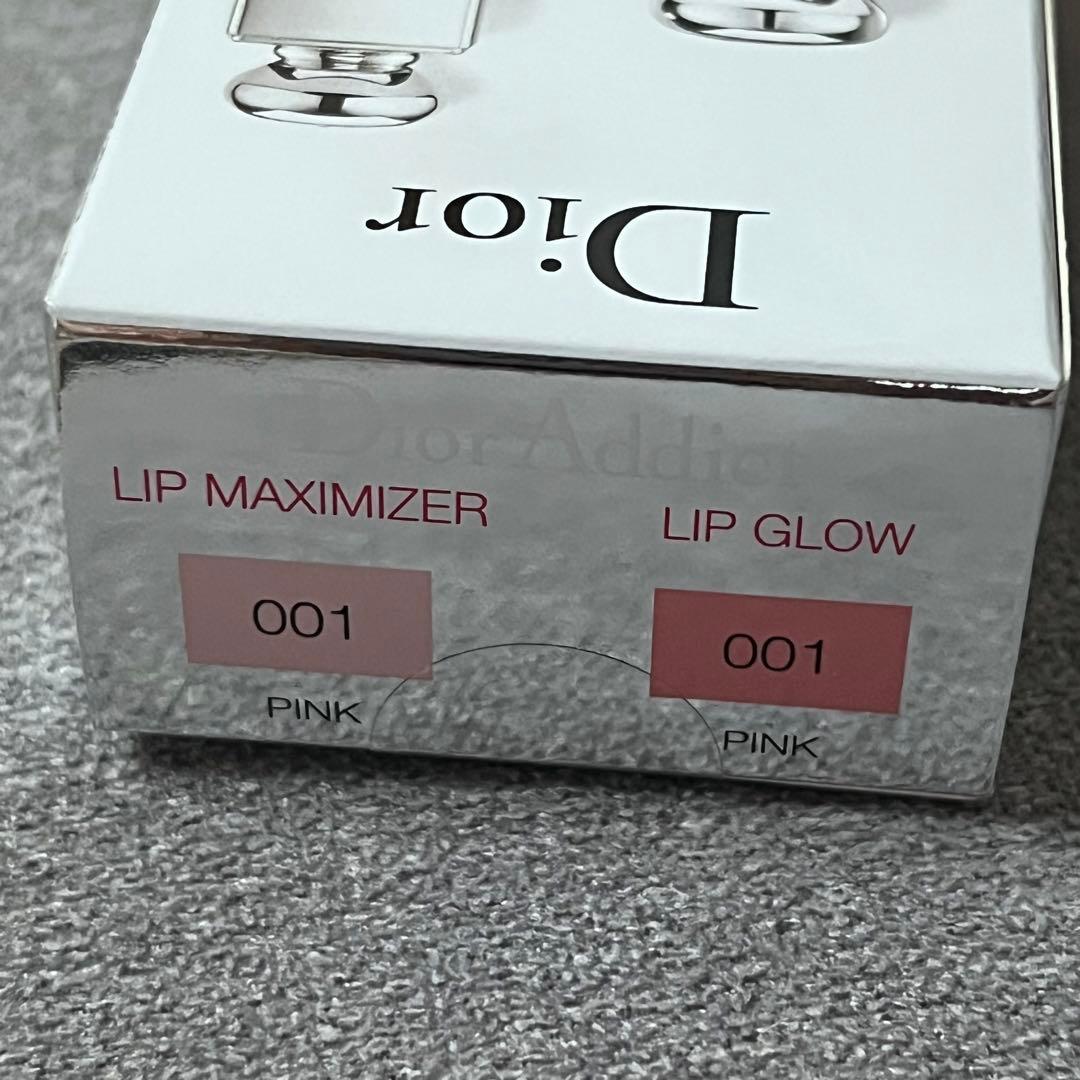 Dior
Dior Addict
LIP MAXIMIZER
001
PINK
LIP GLOW
001
PINK